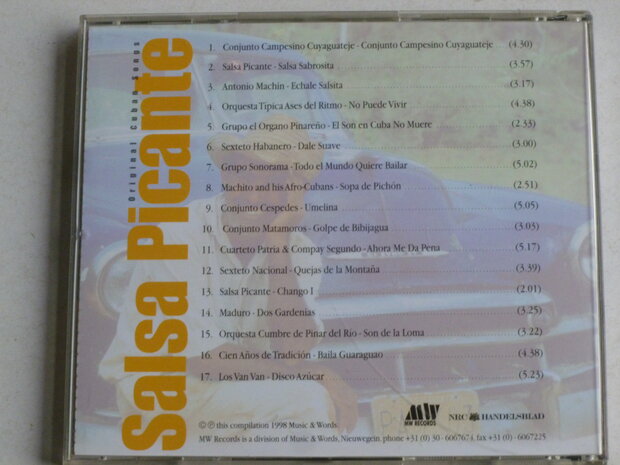 Salsa Picante
Original Cuban Songs
1. Conjunto Campesino Cuyaguateje - Conjunto Campesino Cuyaguateje (4.30)
2. Salsa Picante - Salsa Sabrosita (3.57)
3. Antonio Machin - Echale Salsita (3.17)
4. Orquesta Típica Ases del Ritmo - No Puede Vivir (4.38)
5. Grupo el Organo Pinareño - El Son en Cuba No Muere (2.33)
6. Sexteto Habanero - Dale Suave (3.00)
7. Grupo Sonorama - Todo el Mundo Quiere Bailar (5.02)
8. Machito and his Afro-Cubans - Sopa de Pichón (2.51)
9. Conjunto Cespedes - Umelina (5.05)
10. Conjunto Matamoros - Golpe de Bibijagua (3.03)
11. Cuarteto Patria & Compay Segundo - Ahora Me Da Pena (5.17)
12. Sexteto Nacional - Quejas de la Montaña (3.39)
13. Salsa Picante - Chango I (2.01)
14. Maduro - Dos Gardenias (3.25)
15. Orquesta Cumbre de Pinar del Río - Son de la Loma (3.22)
16. Cien Años de Tradición - Baila Guaraguao (4.38)
17. Los Van Van - Disco Azúcar (5.23)
MW
MW RECORDS
NRC HANDELSBLAD
©℗ this compilation 1998 Music & Words
MW Records is a division of Music & Words, Nieuwegein, phone +31 (0) 30 - 6067674, fax +31 (0) - 6067225